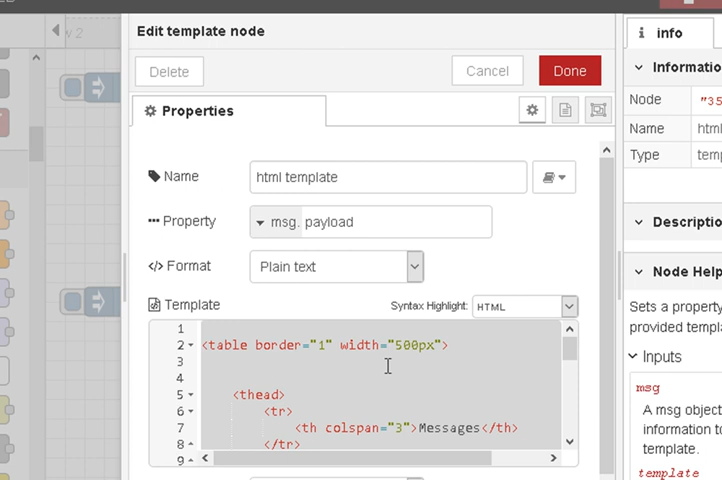 v 2
Edit template node
info
Delete
Cancel
Done
Informatio
Properties
Node
"35
Name
html
Type
temp
Name
html template
Property
msg. payload
Descriptio
Format
Plain text
Node Help
Template
Syntax Highlight:
HTML
Sets a property
provided templa
Inputs
msg
A msg object
information to
template.
template
1
2
<table border="1" width="500px">
3
4
5
<thead>
6
<tr>
7
<th colspan="3">Messages</th>
8
</tr>
9